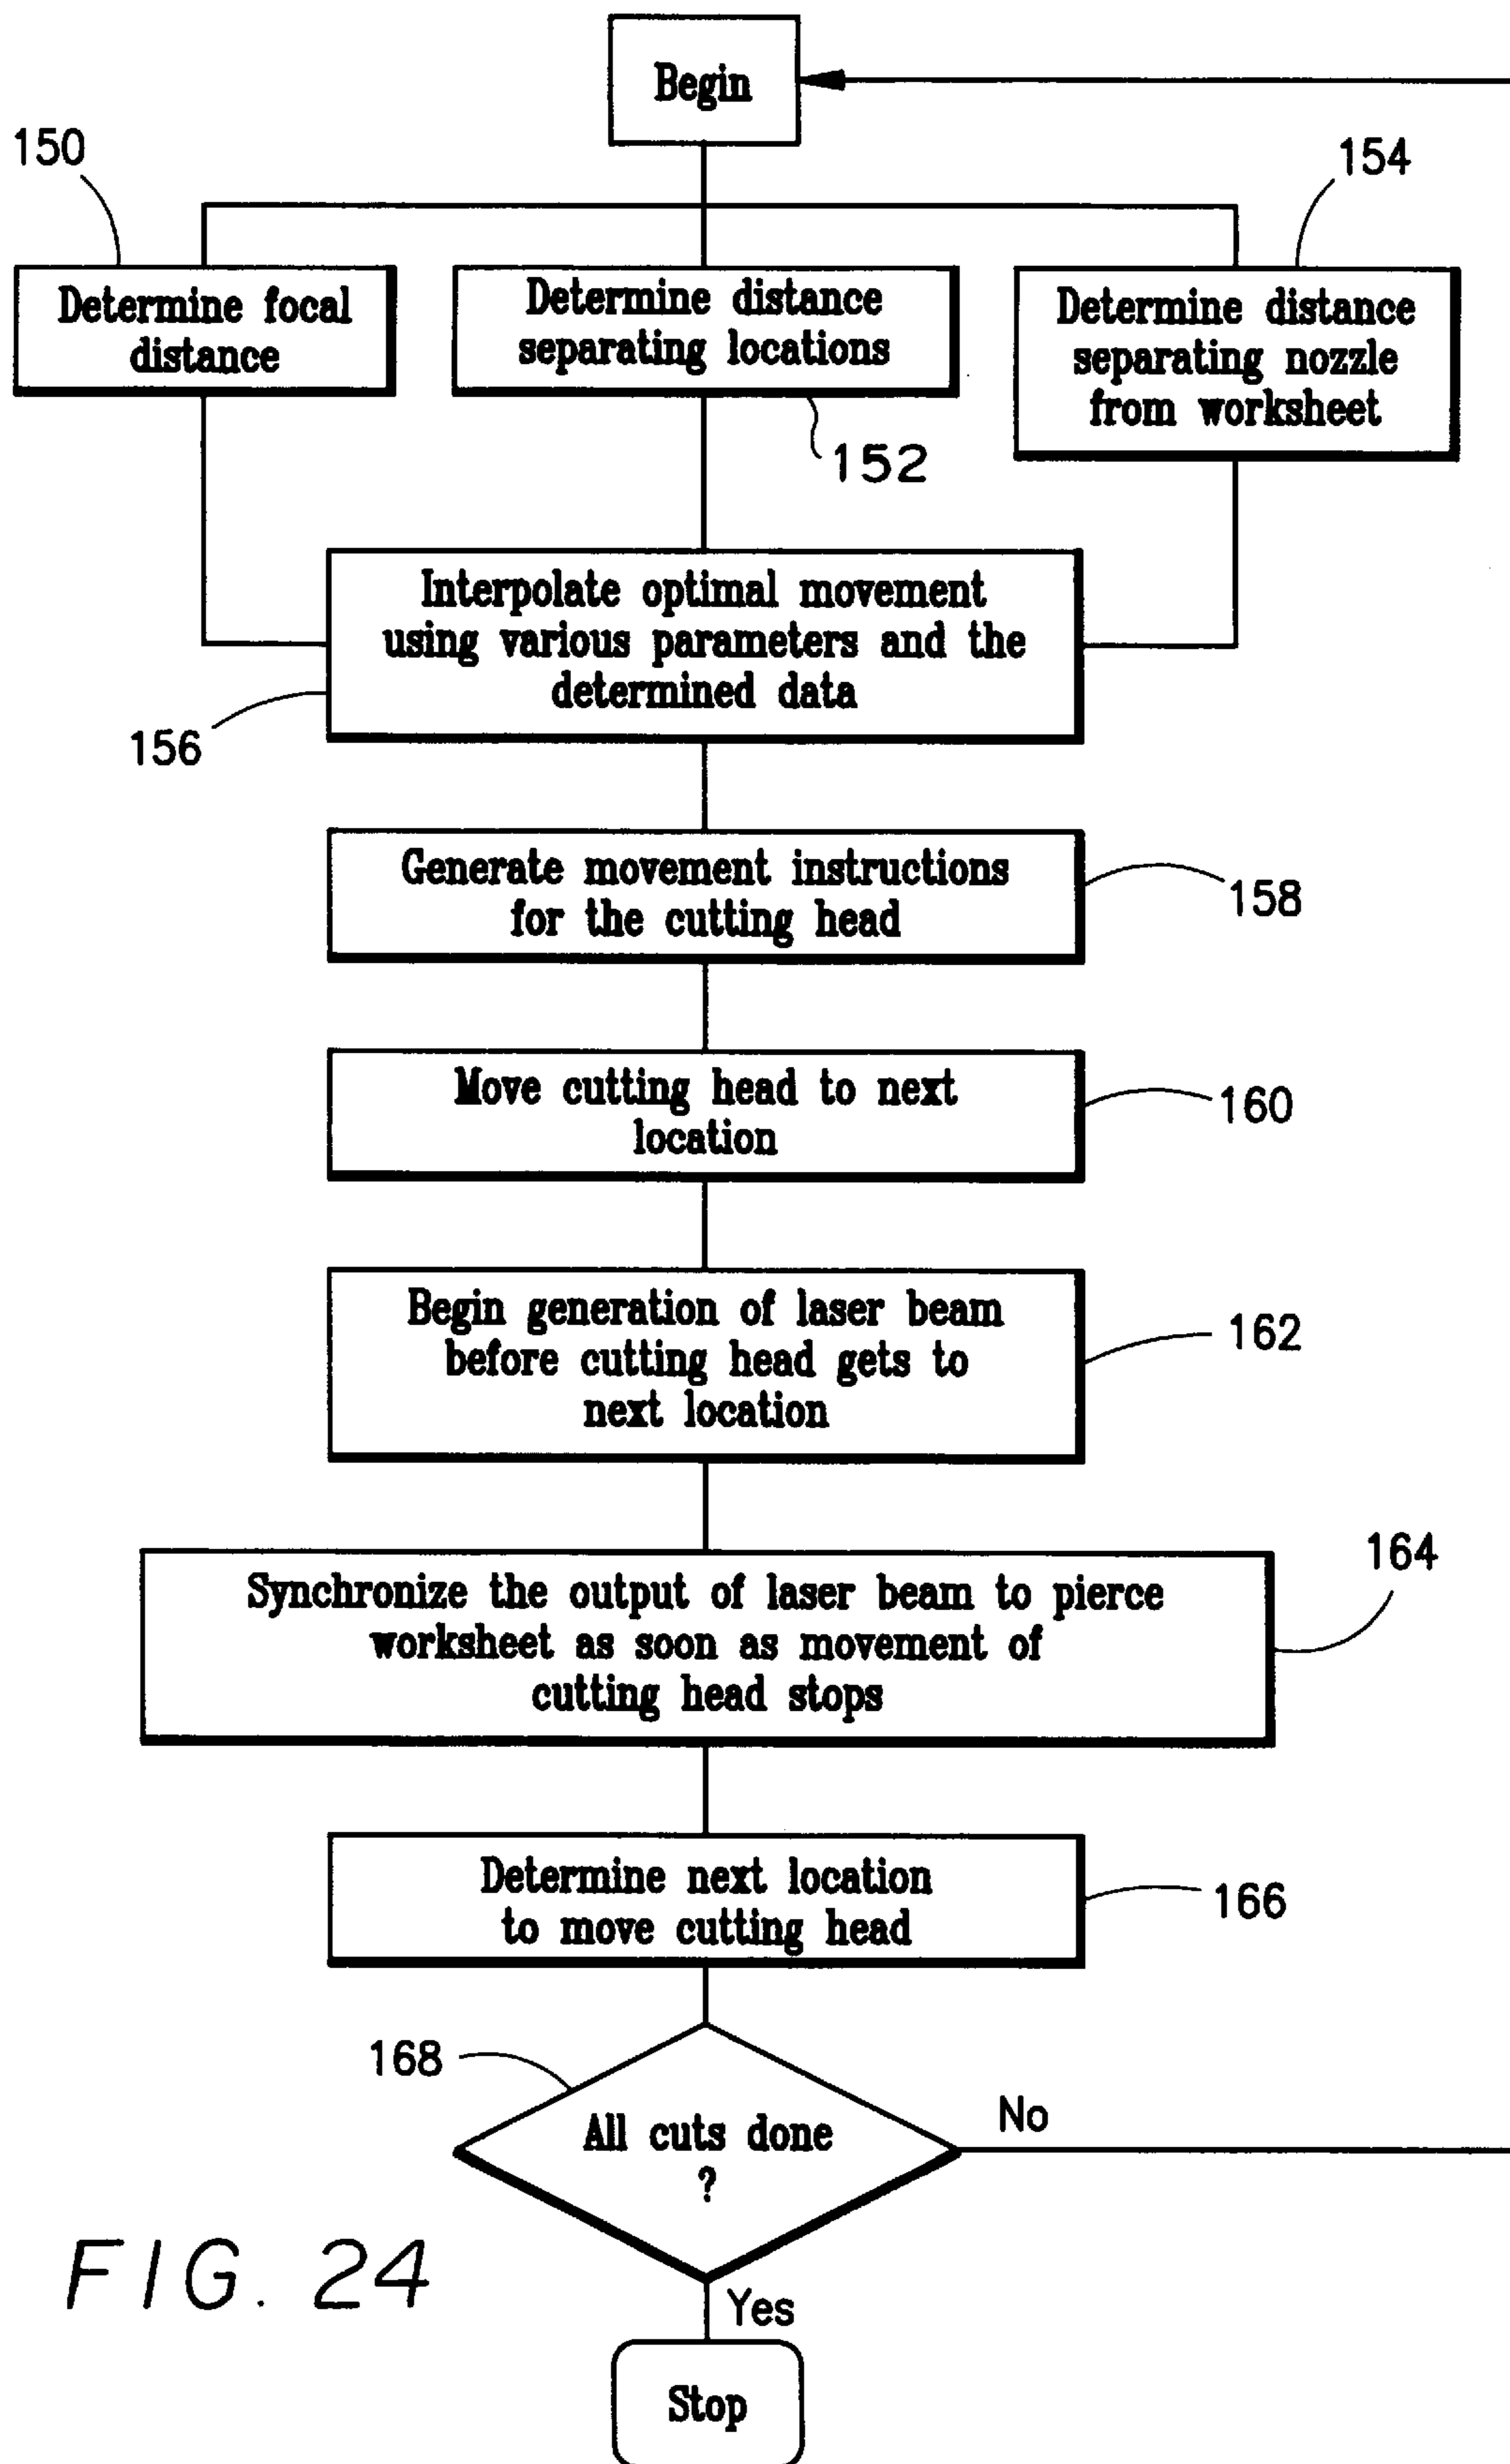 Begin
150
154
Determine focal
distance
Determine distance
separating locations
Determine distance
separating nozzle
from worksheet
152
Interpolate optimal movement
using various parameters and the
determined data
156
Generate movement instructions
for the cutting head
158
Move cutting head to next
location
160
Begin generation of laser beam
before cutting head gets to
next location
162
164
Synchronize the output of laser beam to pierce
worksheet as soon as movement of
cutting head stops
Determine next location
to move cutting head
166
168
All cuts done
?
No
Yes
Stop
FIG. 24